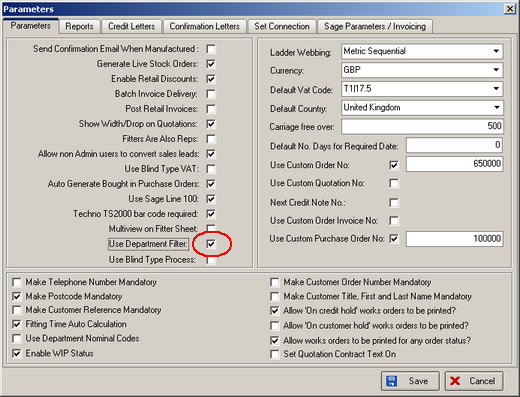 Parameters
Parameters Reports Credit Letters Confirmation Letters Set Connection Sage Parameters / Invoicing
Send Confirmation Email When Manufactured :
Generate Live Stock Orders:
Enable Retail Discounts:
Batch Invoice Delivery:
Post Retail Invoices:
Show Width/Drop on Quotations:
Fitters Are Also Reps:
Allow non Admin users to convert sales leads:
Use Blind Type VAT:
Auto Generate Bought in Purchase Orders:
Use Sage Line 100:
Techno TS2000 bar code required:
Multiview on Fitter Sheet:
Use Department Filter:
Use Blind Type Process:
Ladder Webbing: Metric Sequential
Currency: GBP
Default Vat Code: T1|17.5
Default Country: United Kingdom
Carriage free over: 500
Default No. Days for Required Date: 0
Use Custom Order No: 650000
Use Custom Quotation No:
Next Credit Note No.:
Use Custom Order Invoice No:
Use Custom Purchase Order No: 100000
Make Telephone Number Mandatory
Make Postcode Mandatory
Make Customer Reference Mandatory
Fitting Time Auto Calculation
Use Department Nominal Codes
Enable WIP Status
Make Customer Order Number Mandatory
Make Customer Title, First and Last Name Mandatory
Allow 'On credit hold' works orders to be printed?
Allow 'On customer hold' works orders to be printed?
Allow works orders to be printed for any order status?
Set Quotation Contract Text On
Save Cancel